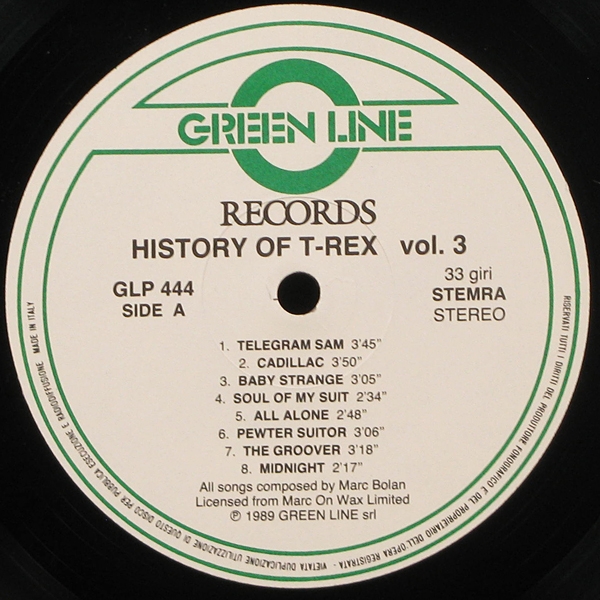 GREEN LINE
RECORDS
HISTORY OF T-REX vol. 3
GLP 444
SIDE A
33 giri
STEMRA
STEREO
1. TELEGRAM SAM 3'45"
2. CADILLAC 3'50"
3. BABY STRANGE 3'05"
4. SOUL OF MY SUIT 2'34"
5. ALL ALONE 2'48"
6. PEWTER SUITOR 3'06"
7. THE GROOVER 3'18"
8. MIDNIGHT 2'17"
All songs composed by Marc Bolan
Licensed from Marc On Wax Limited
℗ 1989 GREEN LINE srl
RISERVATI TUTTI I DIRITTI DEL PRODUTTORE FONOGRAFICO E DEL PROPRIETARIO DELL'OPERA REGISTRATA - VIETATA DUPLICAZIONE UTILIZZAZIONE DI QUESTO DISCO PER PUBBLICA ESECUZIONE E RADIODIFFUSIONE MADE IN ITALY